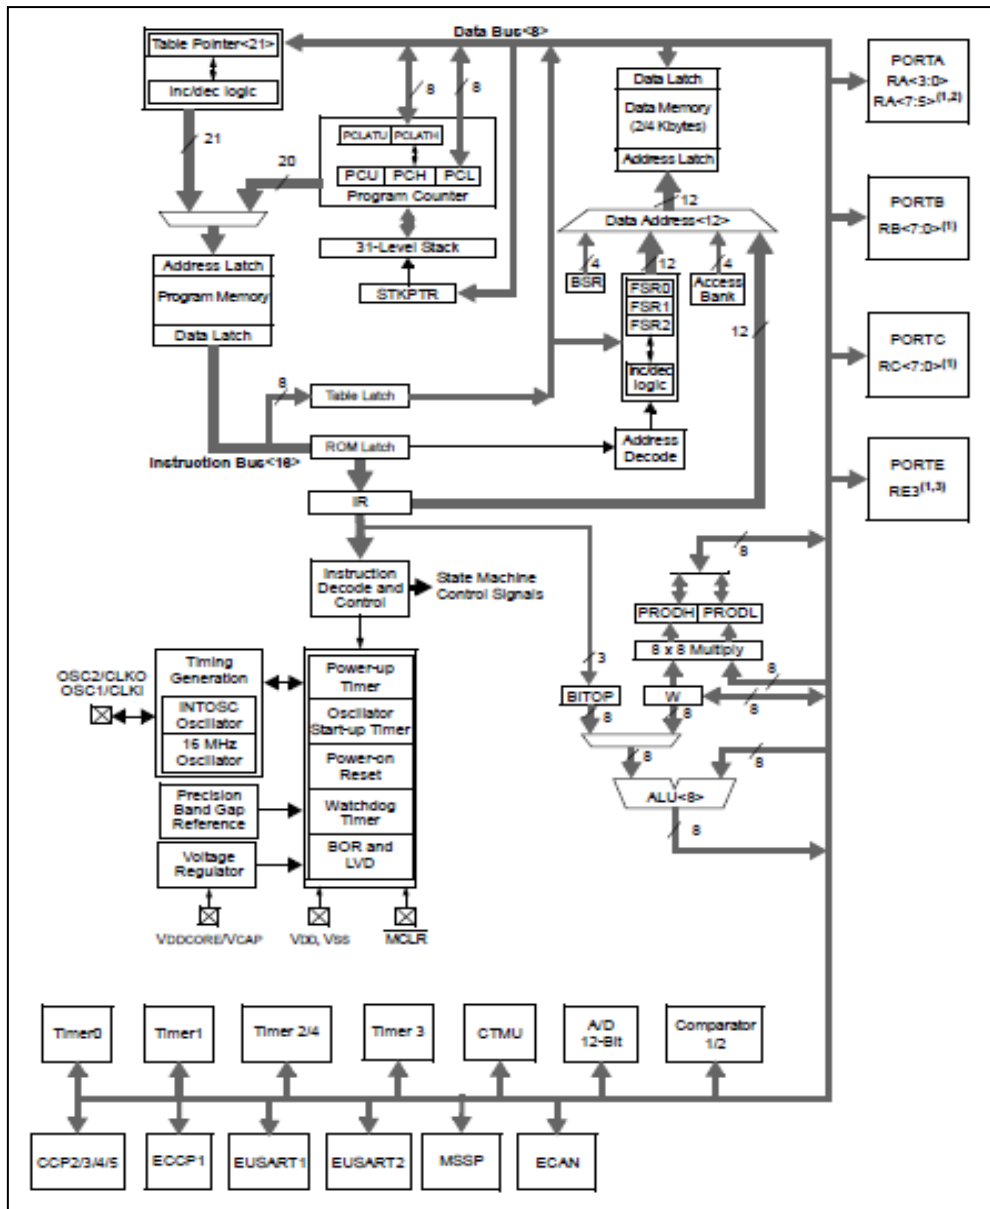 Data Bus<8>
Table Pointer<21>
inc/dec logic
21
20
8
8
PCLATU PCLATH
PCU PCH PCL
Program Counter
31-Level Stack
STKPTR
Data Latch
Data Memory
(2/4 Kbytes)
Address Latch
12
Data Address<12>
4
12
4
BSR
FSR0
FSR1
FSR2
Access
Bank
12
inc/dec
logic
Address
Decode
PORTA
RA<3:0>
RA<7:5>(1,2)
PORTB
RB<7:0>(1)
PORTC
RC<7:0>(1)
PORTE
RE3(1,3)
Address Latch
Program Memory
Data Latch
8
Table Latch
ROM Latch
Instruction Bus<16>
IR
Instruction
Decode and
Control
State Machine
Control Signals
8
PRODH PRODL
8 x 8 Multiply
3
8
BITOP
W
8
8
8
8
8
ALU<8>
8
OSC2/CLKO
OSC1/CLKI
Timing
Generation
INTOSC
Oscillator
16 MHz
Oscillator
Precision
Band Gap
Reference
Voltage
Regulator
Power-up
Timer
Oscillator
Start-up Timer
Power-on
Reset
Watchdog
Timer
BOR and
LVD
VDDCORE/VCAP
VDD, VSS
MCLR
Timer0
Timer1
Timer 2/4
Timer 3
CTMU
A/D
12-Bit
Comparator
1/2
CCP2/3/4/5
ECCP1
EUSART1
EUSART2
MSSP
ECAN